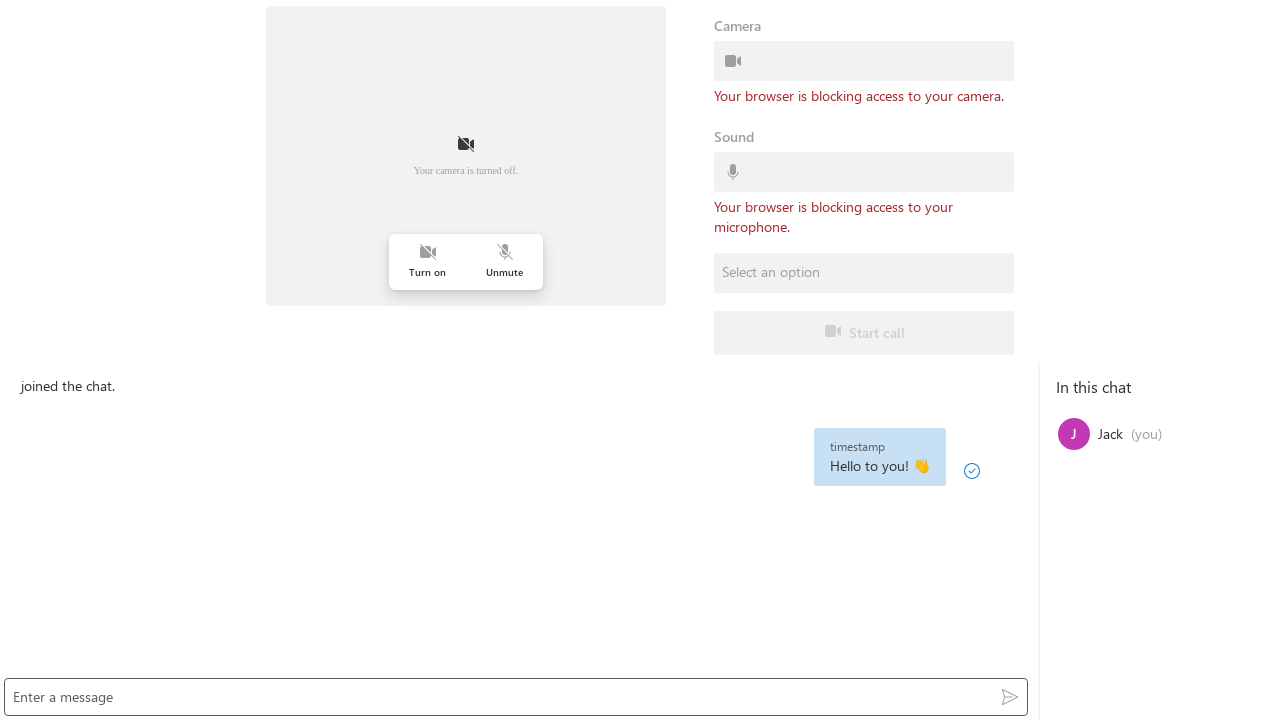 Camera
Your browser is blocking access to your camera.
Your camera is turned off.
Turn on
Unmute
Sound
Your browser is blocking access to your
microphone.
Select an option
Start call
joined the chat.
timestamp
Hello to you! 👋
In this chat
J
Jack (you)
Enter a message